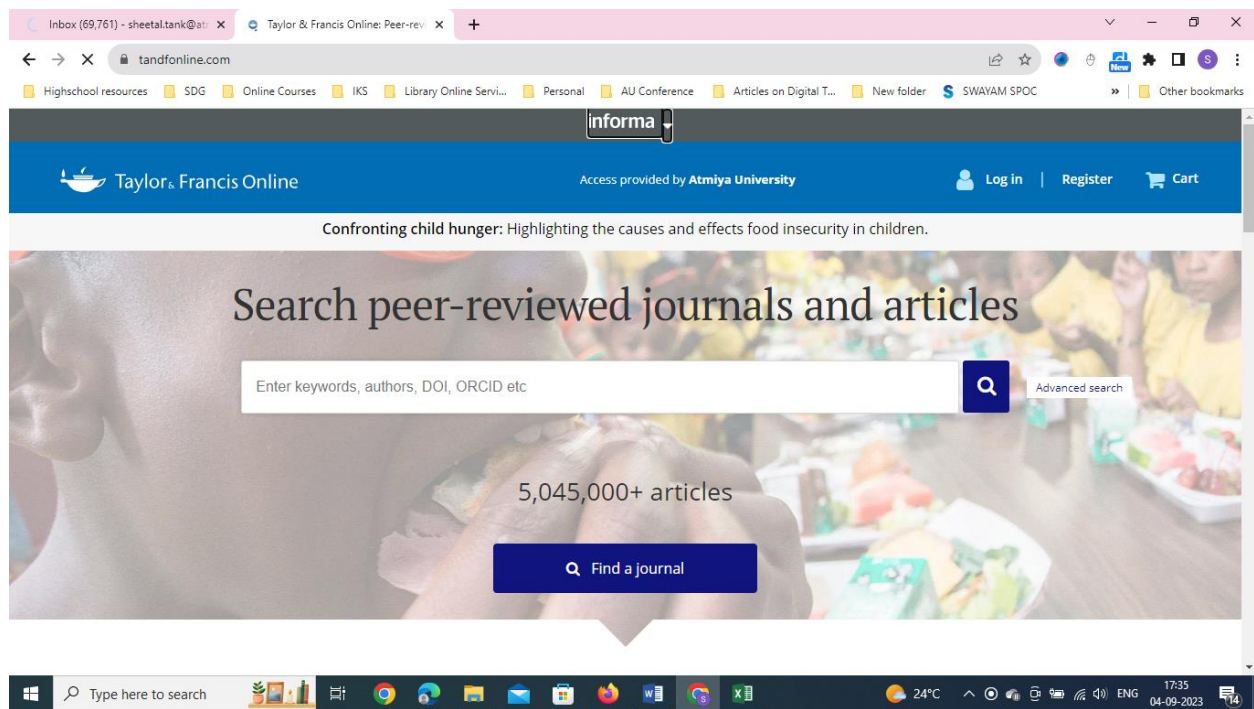 Inbox (69,761) - sheetal.tank@at
Taylor & Francis Online: Peer-rev
tandfonline.com
New
S
Highschool resources SDG Online Courses IKS Library Online Servi... Personal AU Conference Articles on Digital T... New folder S SWAYAM SPOC » Other bookmarks
informa
Taylor & Francis Online
Access provided by Atmiya University
Log in | Register Cart
Confronting child hunger: Highlighting the causes and effects food insecurity in children.
Search peer-reviewed journals and articles
Enter keywords, authors, DOI, ORCID etc
Advanced search
5,045,000+ articles
Find a journal
Type here to search
24°C
ENG
17:35
04-09-2023
14